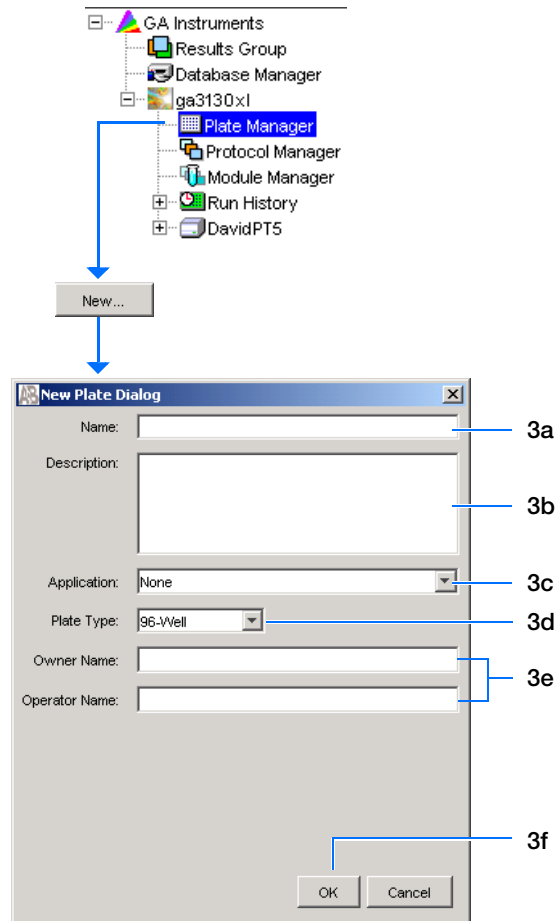 GA Instruments
Results Group
Database Manager
ga3130xl
Plate Manager
Protocol Manager
Module Manager
Run History
DavidPT5
New...
New Plate Dialog
Name:
3a
Description:
3b
Application: None
3c
Plate Type: 96-Well
3d
Owner Name:
3e
Operator Name:
3f
OK Cancel